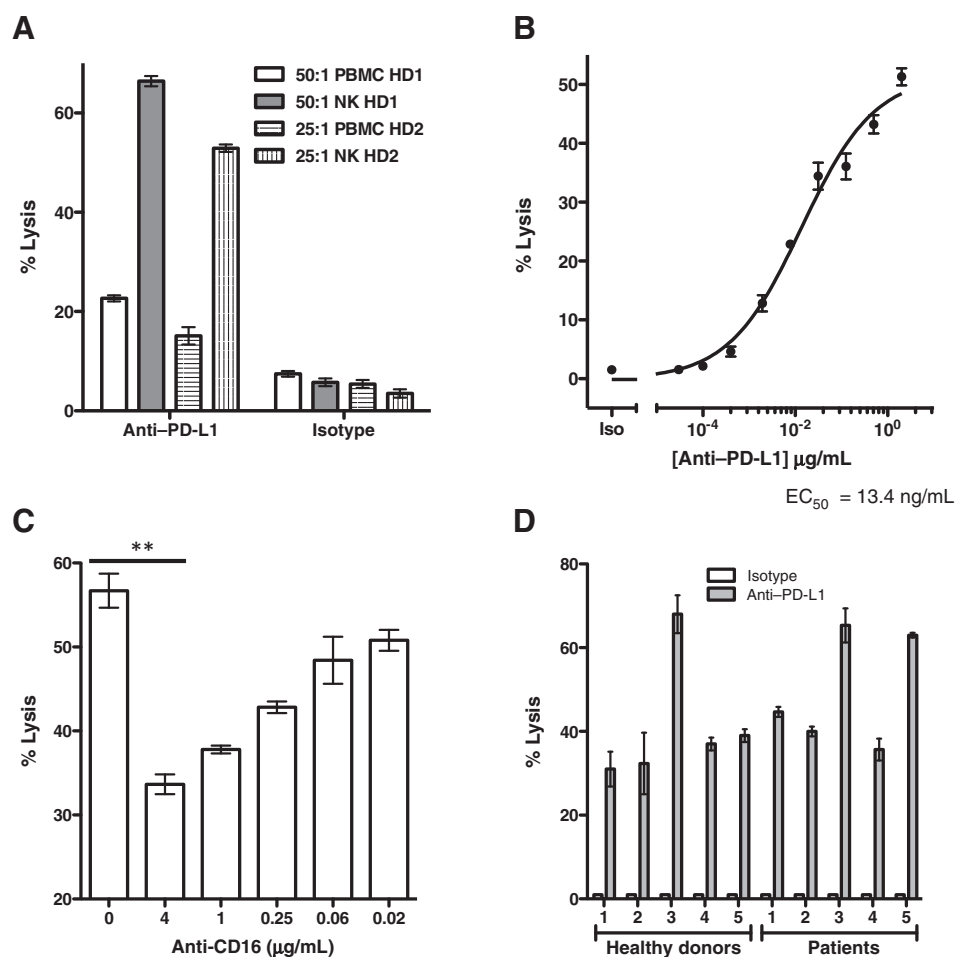 A
% Lysis
60
40
20
0
50:1 PBMC HD1
50:1 NK HD1
25:1 PBMC HD2
25:1 NK HD2
Anti–PD-L1 Isotype
B
% Lysis
50
40
30
20
10
0
Iso 10-4 10-2 100
[Anti–PD-L1] μg/mL
EC50 = 13.4 ng/mL
C
**
% Lysis
60
50
40
30
20
0 4 1 0.25 0.06 0.02
Anti-CD16 (μg/mL)
D
% Lysis
80
60
40
20
0
Isotype
Anti–PD-L1
1 2 3 4 5 1 2 3 4 5
Healthy donors Patients